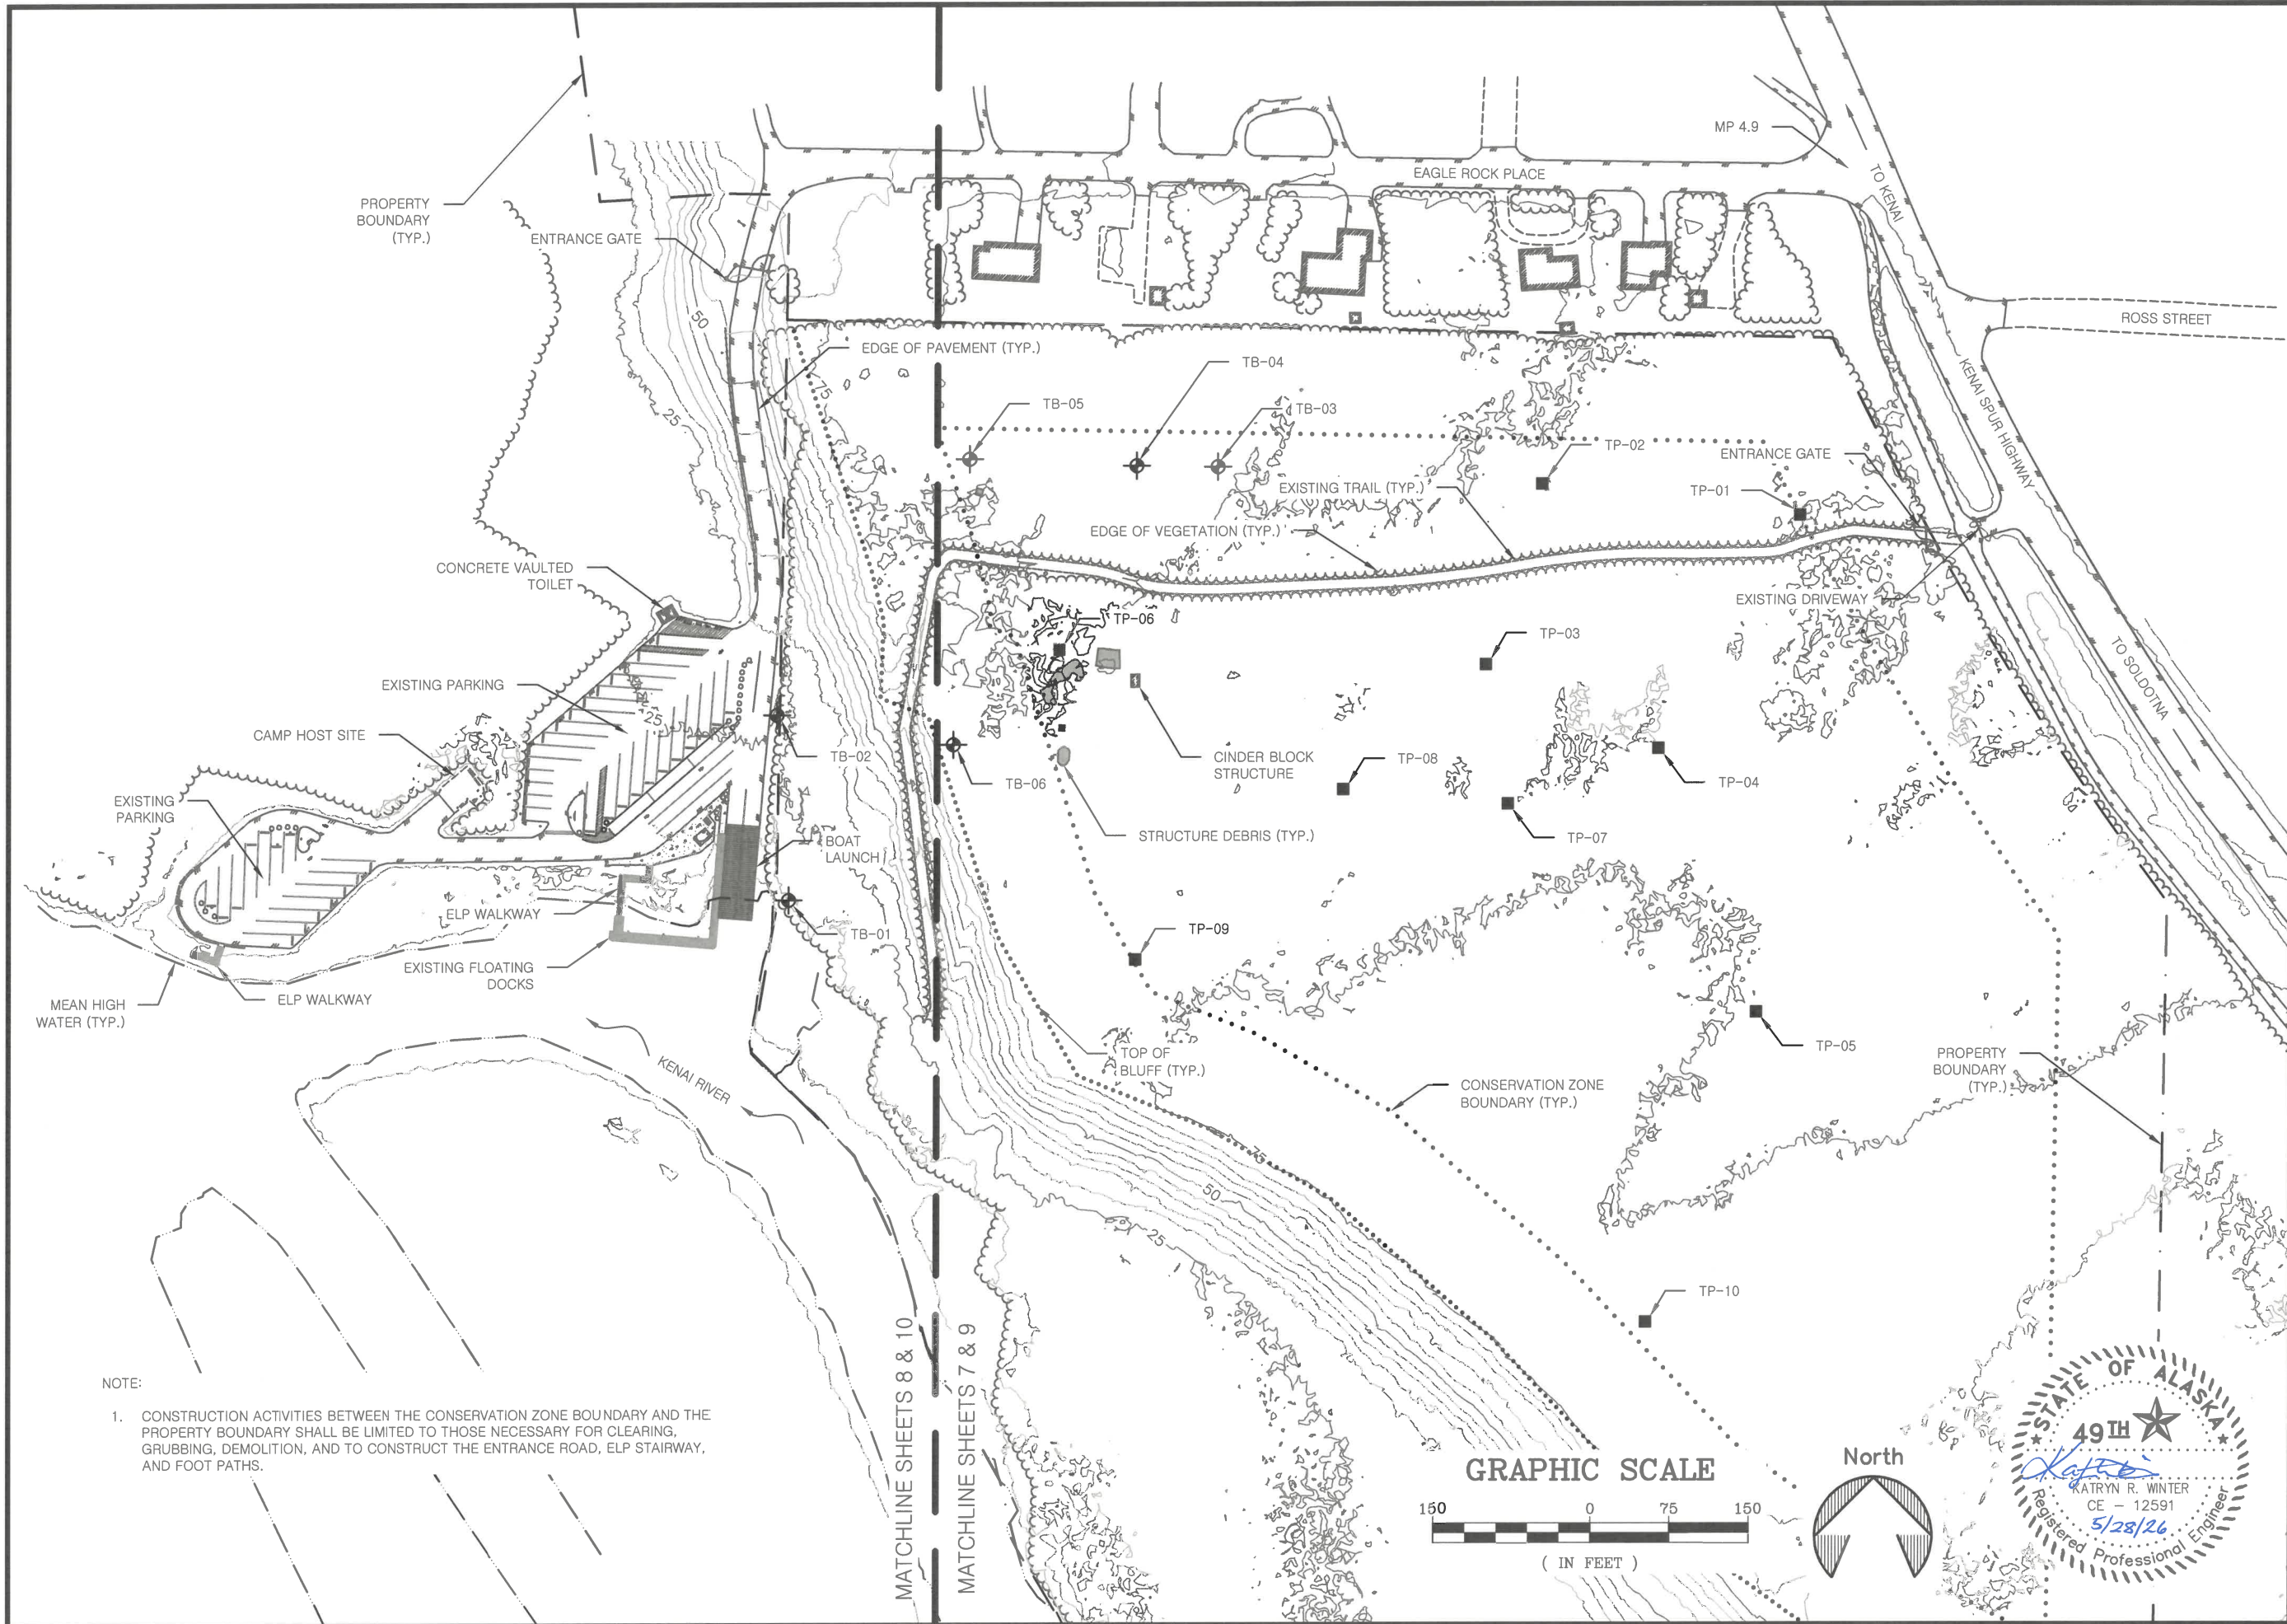 MP 4.9
EAGLE ROCK PLACE
TO KENAI
PROPERTY
BOUNDARY
(TYP.)
ENTRANCE GATE
ROSS STREET
50
EDGE OF PAVEMENT (TYP.)
KENAI SPUR HIGHWAY
TB-04
75
25
TB-05
TB-03
TP-02
ENTRANCE GATE
EXISTING TRAIL (TYP.)
TP-01
EDGE OF VEGETATION (TYP.)
CONCRETE VAULTED
TOILET
EXISTING DRIVEWAY
TP-06
TP-03
TO SOLDOTNA
EXISTING PARKING
25
CAMP HOST SITE
TB-02
CINDER BLOCK
STRUCTURE
TP-08
TB-06
TP-04
EXISTING
PARKING
STRUCTURE DEBRIS (TYP.)
TP-07
BOAT
LAUNCH
ELP WALKWAY
TB-01
TP-09
EXISTING FLOATING
DOCKS
ELP WALKWAY
MEAN HIGH
WATER (TYP.)
TP-05
TOP OF
BLUFF (TYP.)
PROPERTY
BOUNDARY
(TYP.)
KENAI RIVER
CONSERVATION ZONE
BOUNDARY (TYP.)
75
50
25
TP-10
MATCHLINE SHEETS 8 & 10
MATCHLINE SHEETS 7 & 9
NOTE:
1. CONSTRUCTION ACTIVITIES BETWEEN THE CONSERVATION ZONE BOUNDARY AND THE
PROPERTY BOUNDARY SHALL BE LIMITED TO THOSE NECESSARY FOR CLEARING,
GRUBBING, DEMOLITION, AND TO CONSTRUCT THE ENTRANCE ROAD, ELP STAIRWAY,
AND FOOT PATHS.
GRAPHIC SCALE
150 0 75 150
( IN FEET )
North
STATE OF ALASKA
49TH
KATRYN R. WINTER
CE - 12591
5/28/26
Registered Professional Engineer